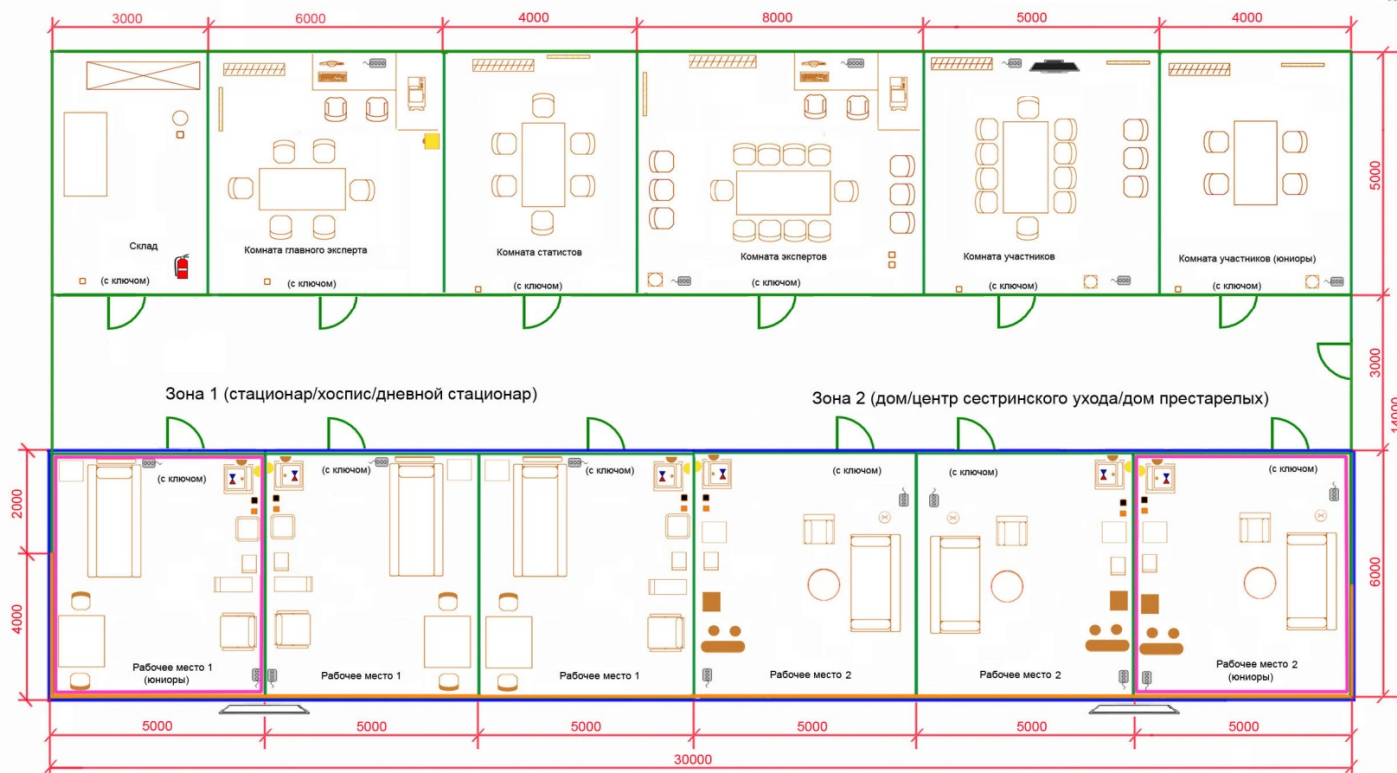 3000 6000 4000 8000 5000 4000
5000
Склад
(с ключом)
Комната главного эксперта
(с ключом)
Комната статистов
(с ключом)
Комната экспертов
(с ключом)
Комната участников
(с ключом)
Комната участников (юниоры)
(с ключом)
3000
14000
Зона 1 (стационар/хоспис/дневной стационар)
Зона 2 (дом/центр сестринского ухода/дом престарелых)
2000
4000
6000
(с ключом)
Рабочее место 1
(юниоры)
(с ключом)
Рабочее место 1
(с ключом)
Рабочее место 1
(с ключом)
Рабочее место 2
(с ключом)
Рабочее место 2
(с ключом)
Рабочее место 2
(юниоры)
5000 5000 5000 5000 5000 5000
30000